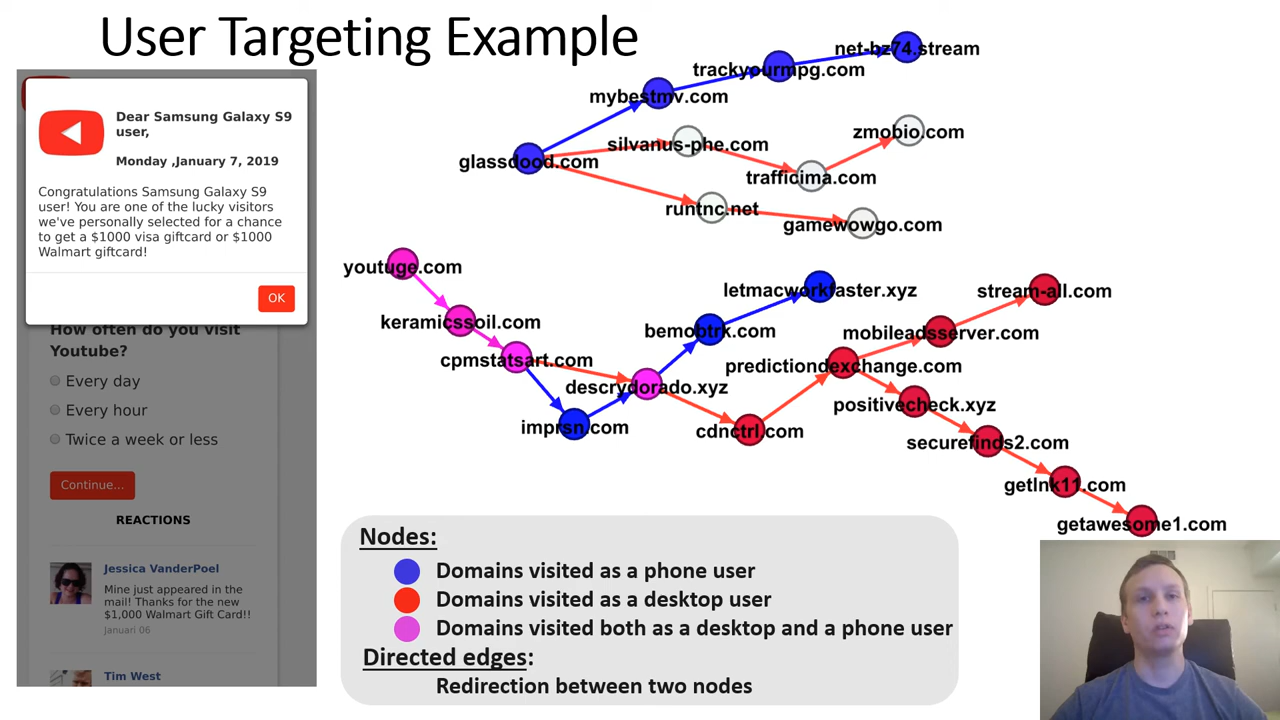 User Targeting Example
Dear Samsung Galaxy S9
user,
Monday ,January 7, 2019
Congratulations Samsung Galaxy S9
user! You are one of the lucky visitors
we've personally selected for a chance
to get a $1000 visa giftcard or $1000
Walmart giftcard!
OK
How often do you visit
Youtube?
Every day
Every hour
Twice a week or less
Continue...
REACTIONS
Jessica VanderPoel
Mine just appeared in the
mail! Thanks for the new
$1,000 Walmart Gift Card!!
Januari 06
Tim West
net-bz74.stream
trackyourmpg.com
mybestmv.com
zmobio.com
silvanus-phe.com
glassdood.com
trafficima.com
runtnc.net
gamewowgo.com
youtuge.com
letmacworkfaster.xyz
stream-all.com
keramicssoil.com
bemobtrk.com
mobileadsserver.com
cpmstatsart.com
predictiondexchange.com
descrydorado.xyz
positivecheck.xyz
imprsn.com
cdnctrl.com
securefinds2.com
getlnk11.com
getawesome1.com
Nodes:
Domains visited as a phone user
Domains visited as a desktop user
Domains visited both as a desktop and a phone user
Directed edges:
Redirection between two nodes